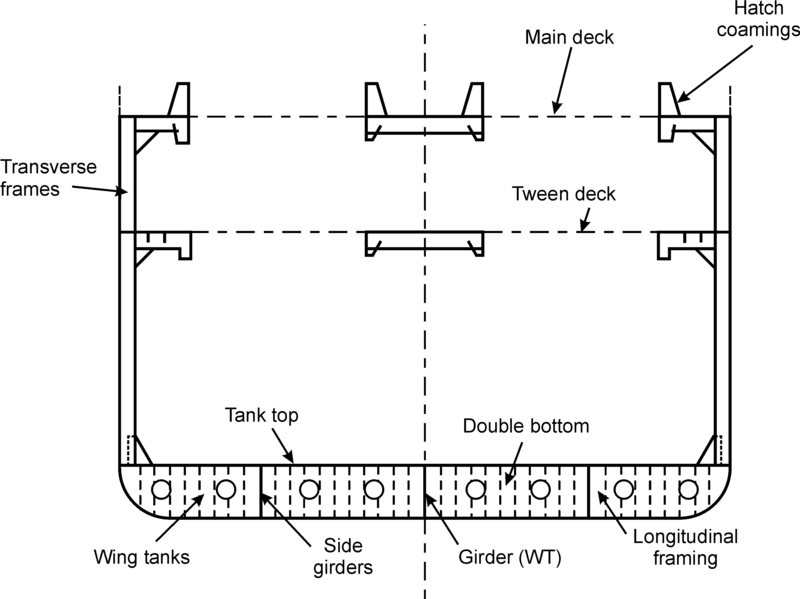 Hatch
coamings
Main deck
Transverse
frames
Tween deck
Tank top
Double bottom
Wing tanks
Side
girders
Girder (WT)
Longitudinal
framing